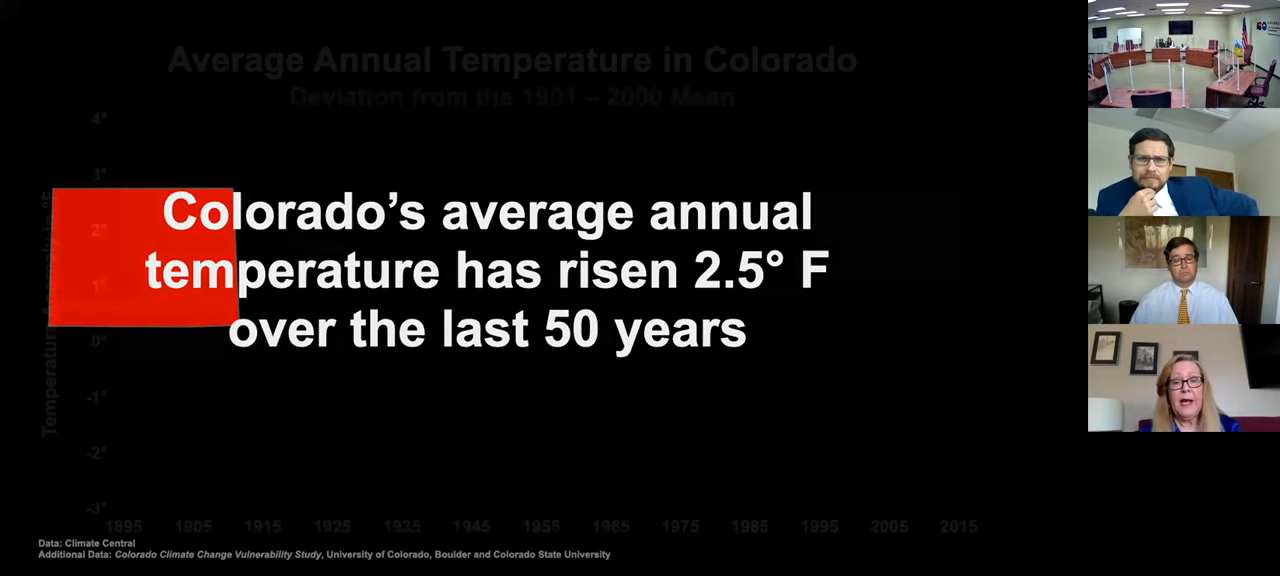 Average Annual Temperature in Colorado
Deviation from the 1901 – 2000 Mean
4°
3°
2°
1°
0°
-1°
-2°
-3°
Temperature
Colorado’s average annual
temperature has risen 2.5° F
over the last 50 years
1895 1905 1915 1925 1935 1945 1955 1965 1975 1985 1995 2005 2015
Data: Climate Central
Additional Data: Colorado Climate Change Vulnerability Study, University of Colorado, Boulder and Colorado State University